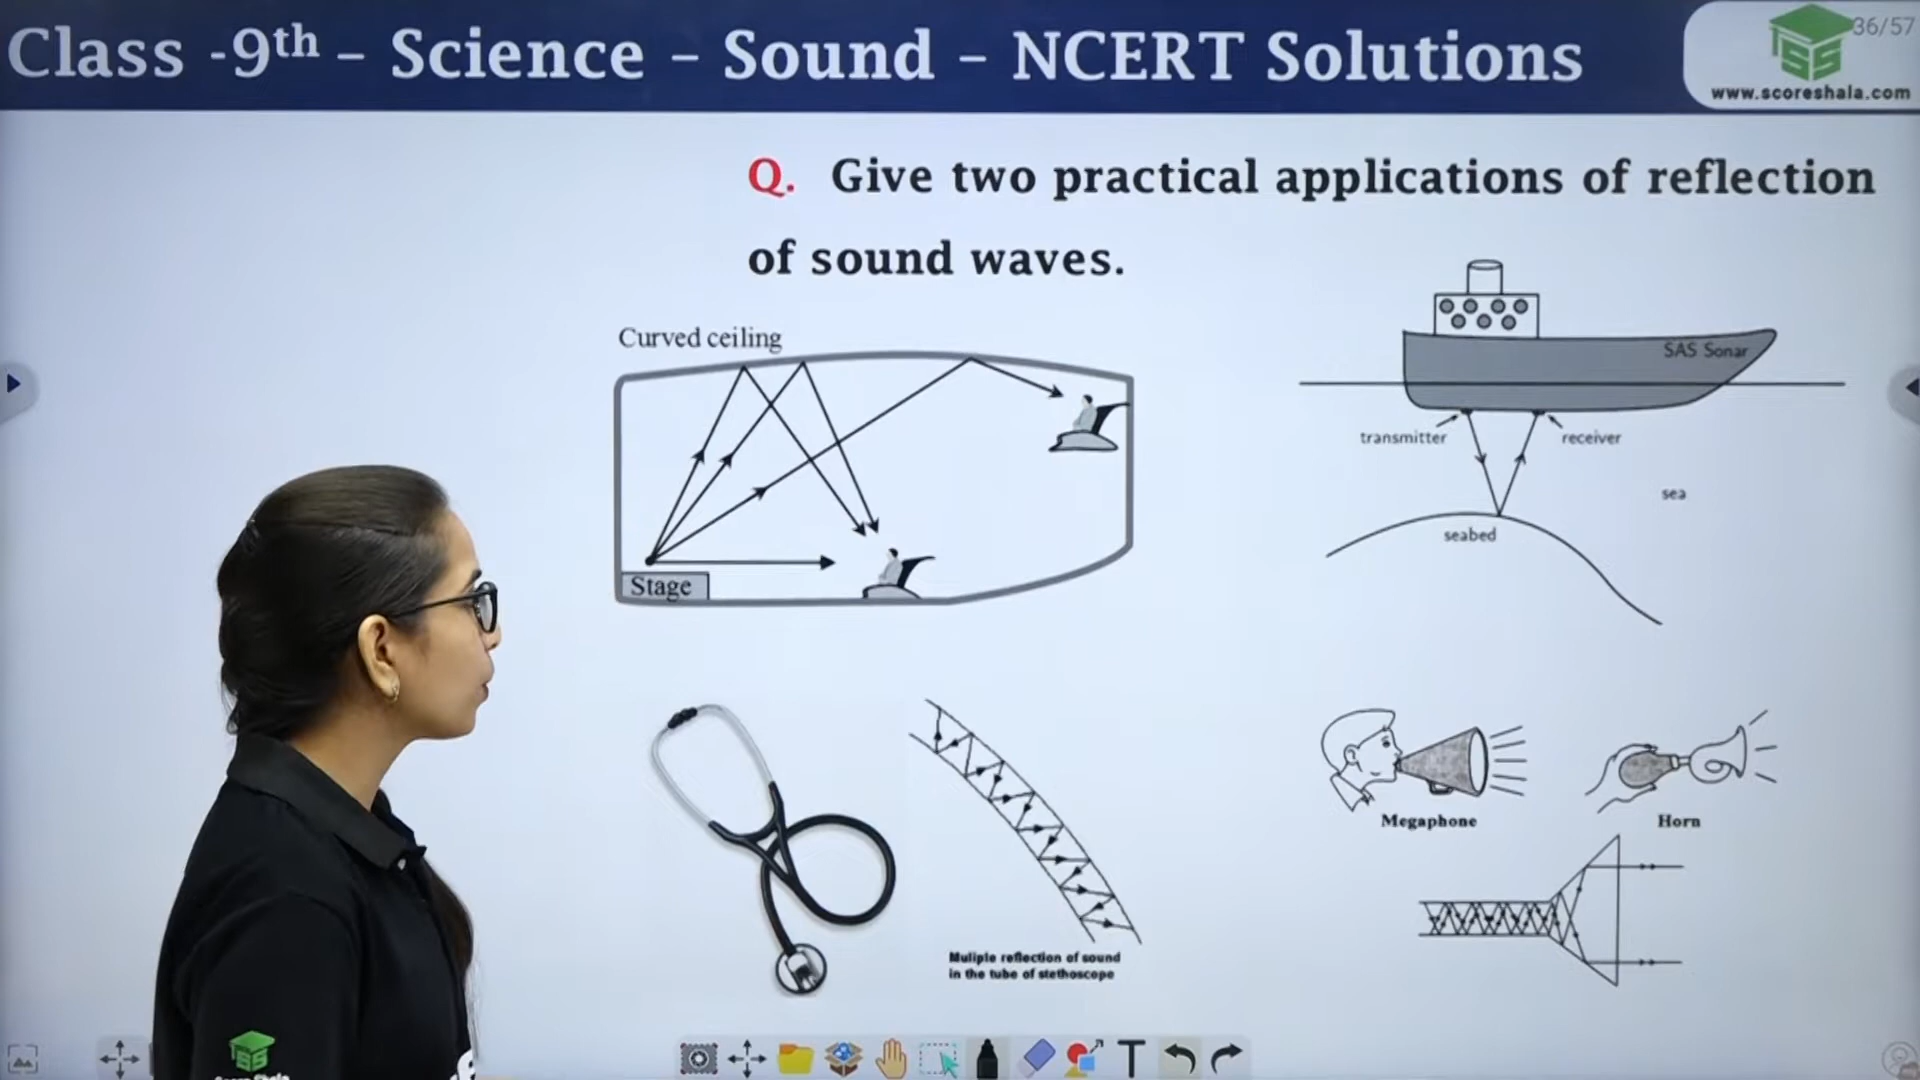 Class -9th – Science – Sound – NCERT Solutions
36/57
www.scoreshala.com
Q. Give two practical applications of reflection
of sound waves.
Curved ceiling
Stage
SAS Sonar
transmitter
receiver
sea
seabed
Muliple reflection of sound
in the tube of stethoscope
Megaphone
Horn